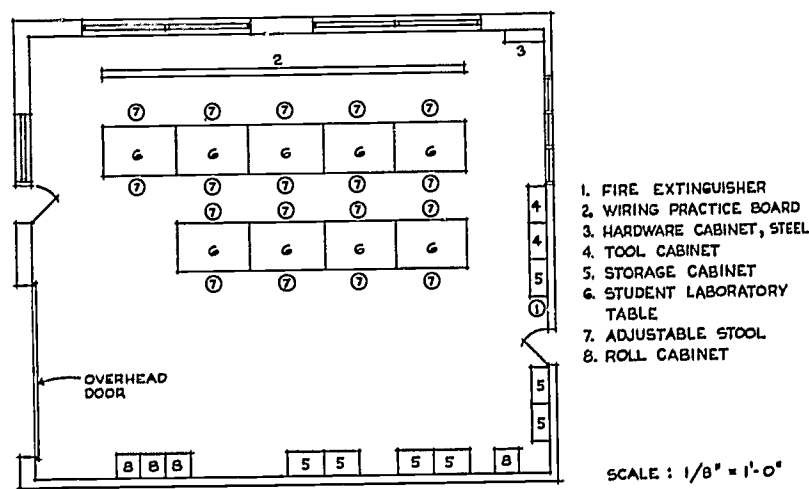 3
2
7 7 7 7 7
6 6 6 6 6
7 7 7 7 7
7 7 7 7
6 6 6 6
7 7 7 7
4
4
5
1
5
5
OVERHEAD
DOOR
8 8 8 5 5 5 5 8
1. FIRE EXTINGUISHER
2. WIRING PRACTICE BOARD
3. HARDWARE CABINET, STEEL
4. TOOL CABINET
5. STORAGE CABINET
6. STUDENT LABORATORY
TABLE
7. ADJUSTABLE STOOL
8. ROLL CABINET
SCALE : 1/8" = 1'-0"